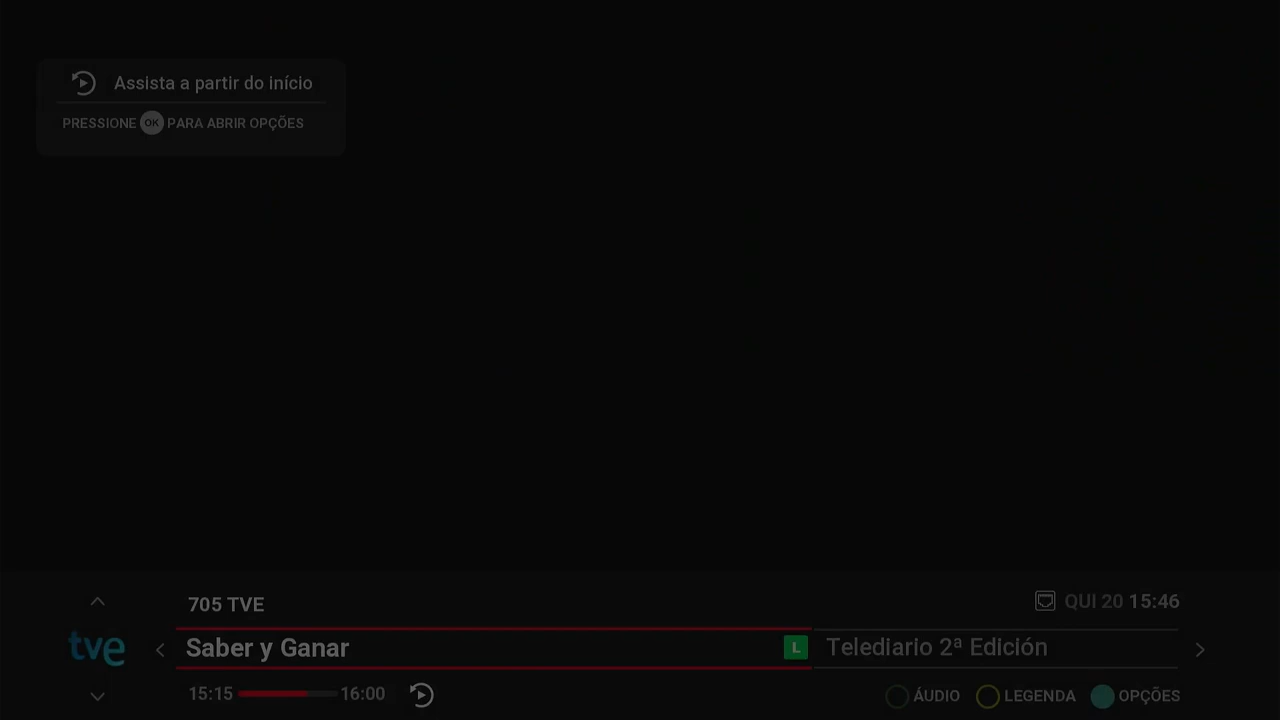 Assista a partir do início
PRESSIONE OK PARA ABRIR OPÇÕES
705 TVE
QUI 20 15:46
tve
Saber y Ganar
L
Telediario 2ª Edición
15:15
16:00
ÁUDIO
LEGENDA
OPÇÕES